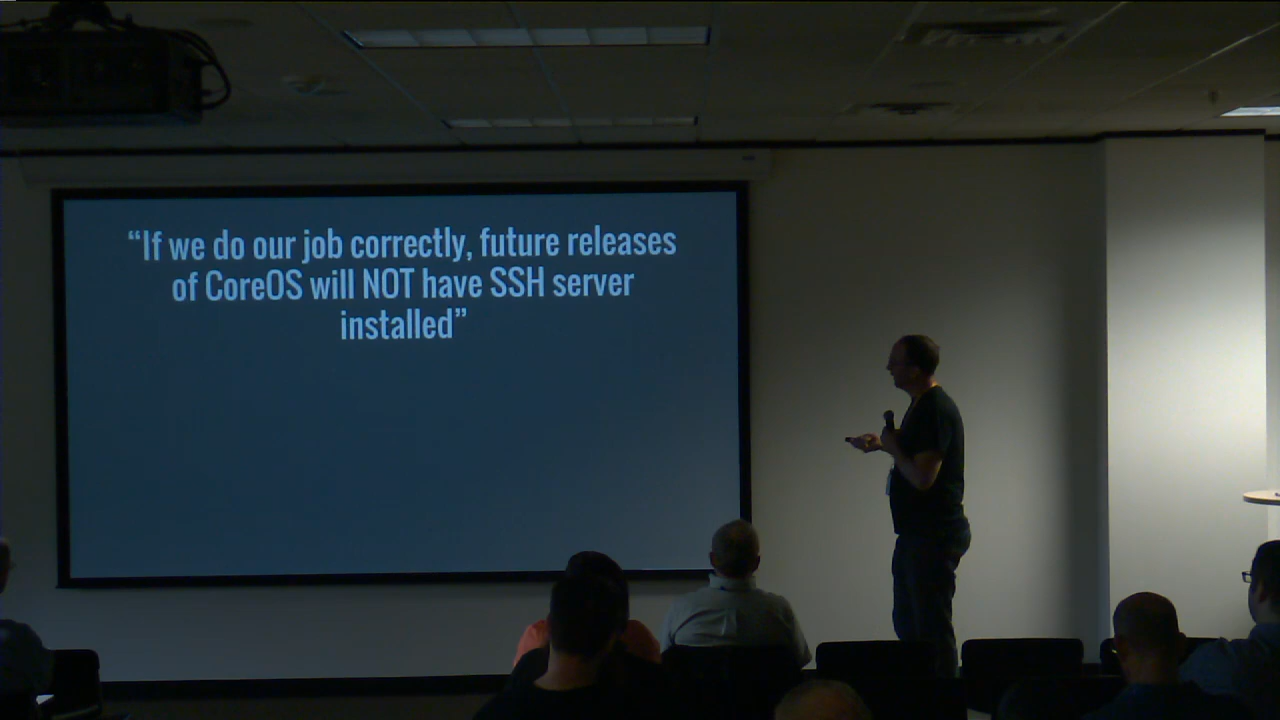 “If we do our job correctly, future releases
of CoreOS will NOT have SSH server
installed”